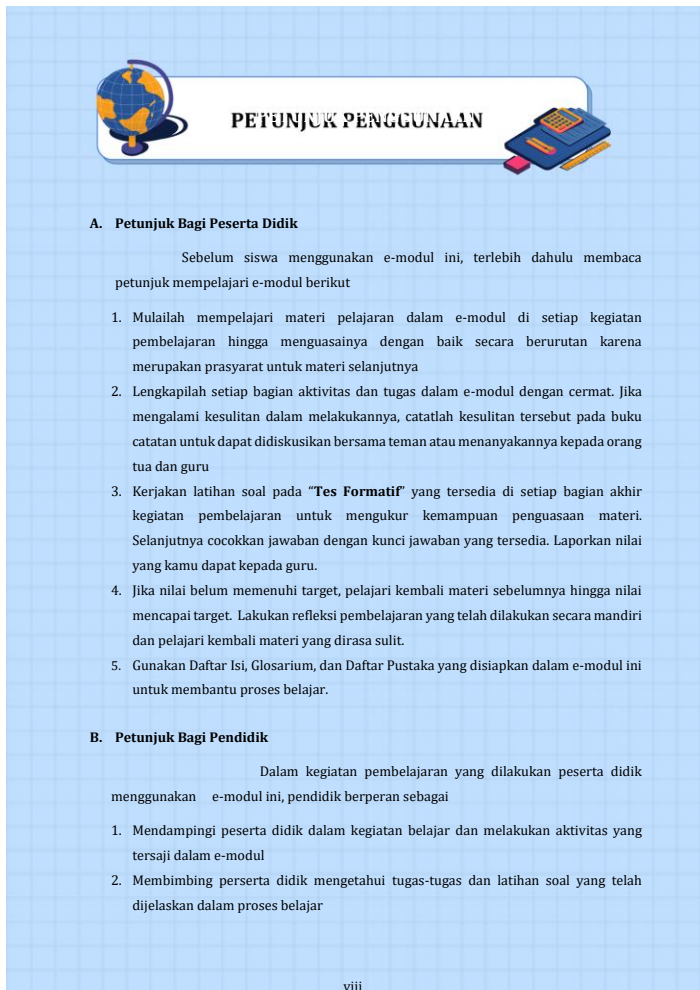 PETUNJUK PENGGUNAAN
A. Petunjuk Bagi Peserta Didik
Sebelum siswa menggunakan e-modul ini, terlebih dahulu membaca
petunjuk mempelajari e-modul berikut
1. Mulailah mempelajari materi pelajaran dalam e-modul di setiap kegiatan
pembelajaran hingga menguasainya dengan baik secara berurutan karena
merupakan prasyarat untuk materi selanjutnya
2. Lengkapilah setiap bagian aktivitas dan tugas dalam e-modul dengan cermat. Jika
mengalami kesulitan dalam melakukannya, catatlah kesulitan tersebut pada buku
catatan untuk dapat didiskusikan bersama teman atau menanyakannya kepada orang
tua dan guru
3. Kerjakan latihan soal pada “Tes Formatif” yang tersedia di setiap bagian akhir
kegiatan pembelajaran untuk mengukur kemampuan penguasaan materi.
Selanjutnya cocokkan jawaban dengan kunci jawaban yang tersedia. Laporkan nilai
yang kamu dapat kepada guru.
4. Jika nilai belum memenuhi target, pelajari kembali materi sebelumnya hingga nilai
mencapai target. Lakukan refleksi pembelajaran yang telah dilakukan secara mandiri
dan pelajari kembali materi yang dirasa sulit.
5. Gunakan Daftar Isi, Glosarium, dan Daftar Pustaka yang disiapkan dalam e-modul ini
untuk membantu proses belajar.
B. Petunjuk Bagi Pendidik
Dalam kegiatan pembelajaran yang dilakukan peserta didik
menggunakan e-modul ini, pendidik berperan sebagai
1. Mendampingi peserta didik dalam kegiatan belajar dan melakukan aktivitas yang
tersaji dalam e-modul
2. Membimbing perserta didik mengetahui tugas-tugas dan latihan soal yang telah
dijelaskan dalam proses belajar
viii